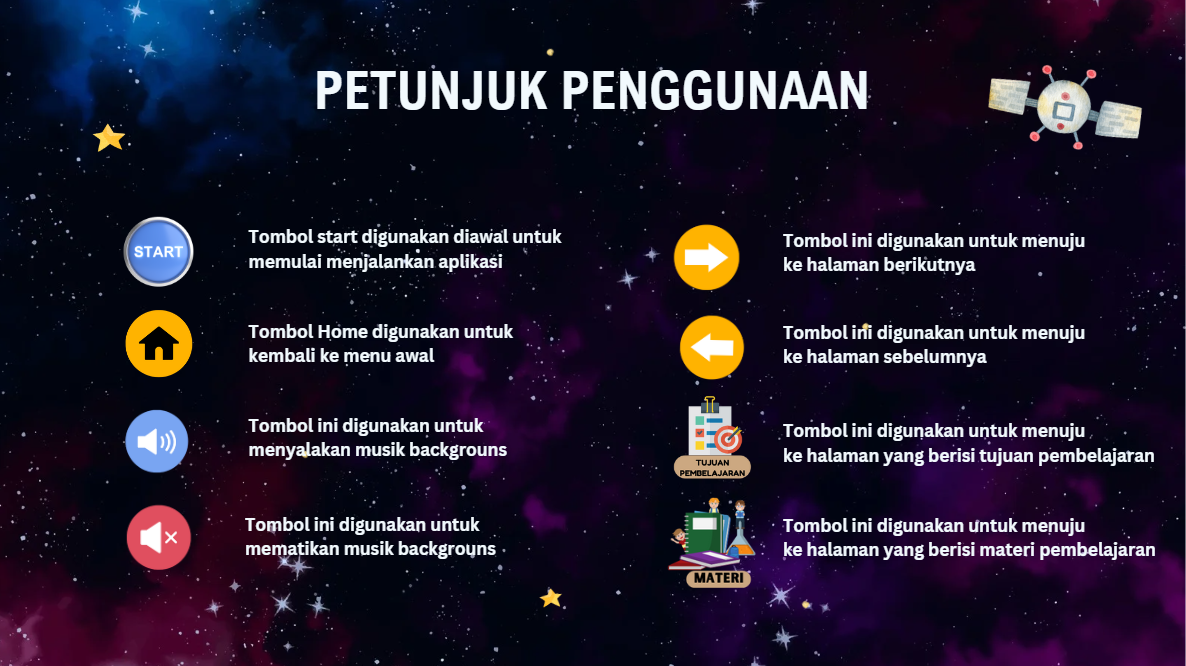 PETUNJUK PENGGUNAAN
START
Tombol start digunakan diawal untuk
memulai menjalankan aplikasi
Tombol Home digunakan untuk
kembali ke menu awal
Tombol ini digunakan untuk
menyalakan musik backgrouns
Tombol ini digunakan untuk
mematikan musik backgrouns
Tombol ini digunakan untuk menuju
ke halaman berikutnya
Tombol ini digunakan untuk menuju
ke halaman sebelumnya
TUJUAN
PEMBELAJARAN
Tombol ini digunakan untuk menuju
ke halaman yang berisi tujuan pembelajaran
MATERI
Tombol ini digunakan untuk menuju
ke halaman yang berisi materi pembelajaran